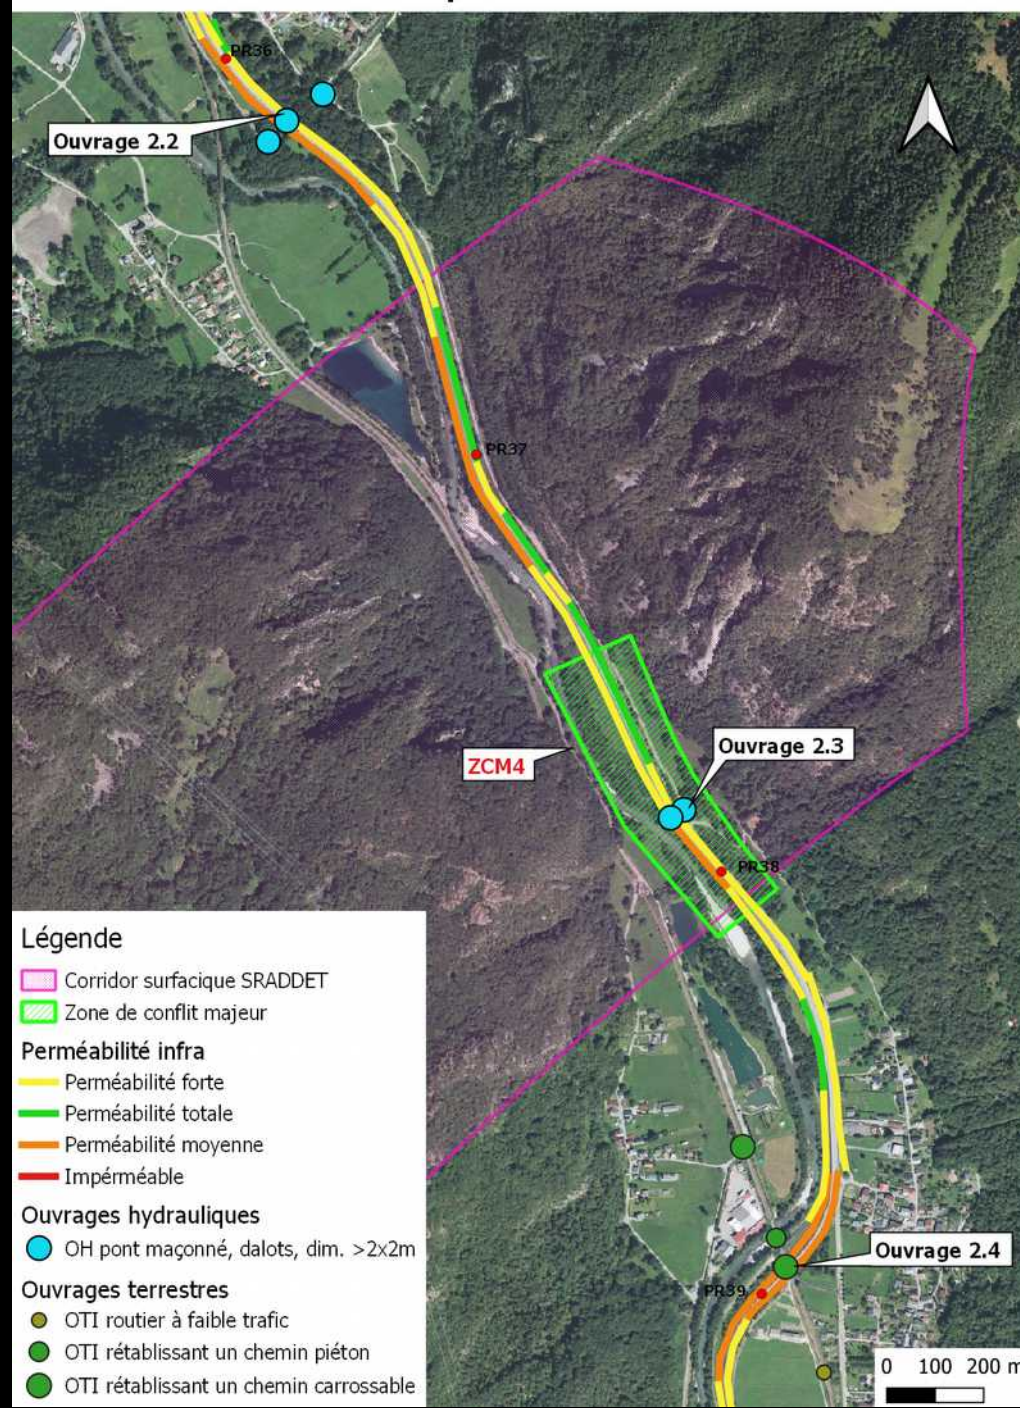 PR36
Ouvrage 2.2
PR37
Ouvrage 2.3
ZCM4
PR38
Légende
Corridor surfacique SRADDET
Zone de conflit majeur
Perméabilité infra
Perméabilité forte
Perméabilité totale
Perméabilité moyenne
Impérméable
Ouvrages hydrauliques
OH pont maçonné, dalots, dim. >2x2m
Ouvrages terrestres
OTI routier à faible trafic
OTI rétablissant un chemin piéton
OTI rétablissant un chemin carrossable
Ouvrage 2.4
PR39
0 100 200 m